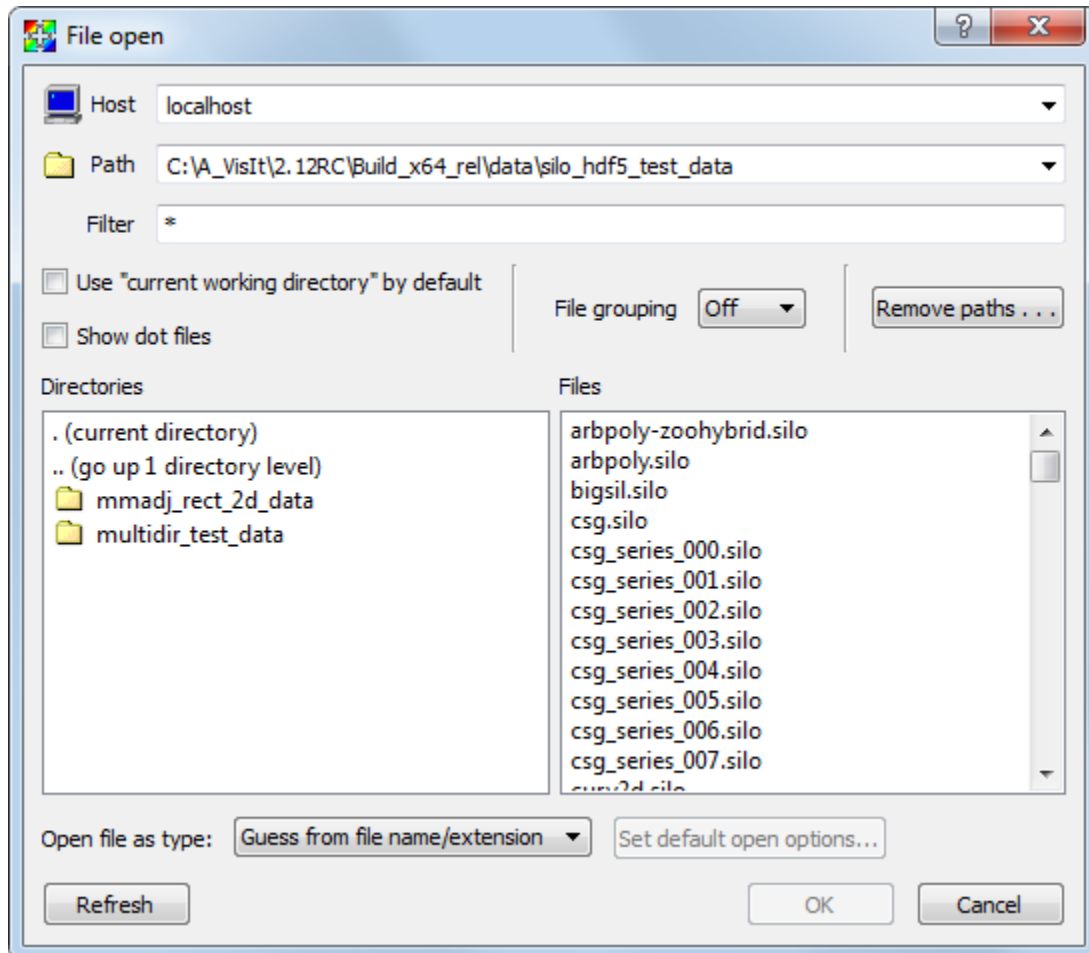 File open
Host localhost
Path C:\A_VisIt\2.12RC\Build_x64_rel\data\silo_hdf5_test_data
Filter *
Use "current working directory" by default
Show dot files
File grouping Off
Remove paths . . .
Directories
. (current directory)
.. (go up 1 directory level)
mmadj_rect_2d_data
multidir_test_data
Files
arbpoly-zoohybrid.silo
arbpoly.silo
bigsil.silo
csg.silo
csg_series_000.silo
csg_series_001.silo
csg_series_002.silo
csg_series_003.silo
csg_series_004.silo
csg_series_005.silo
csg_series_006.silo
csg_series_007.silo
curv2d.silo
Open file as type: Guess from file name/extension Set default open options...
Refresh OK Cancel